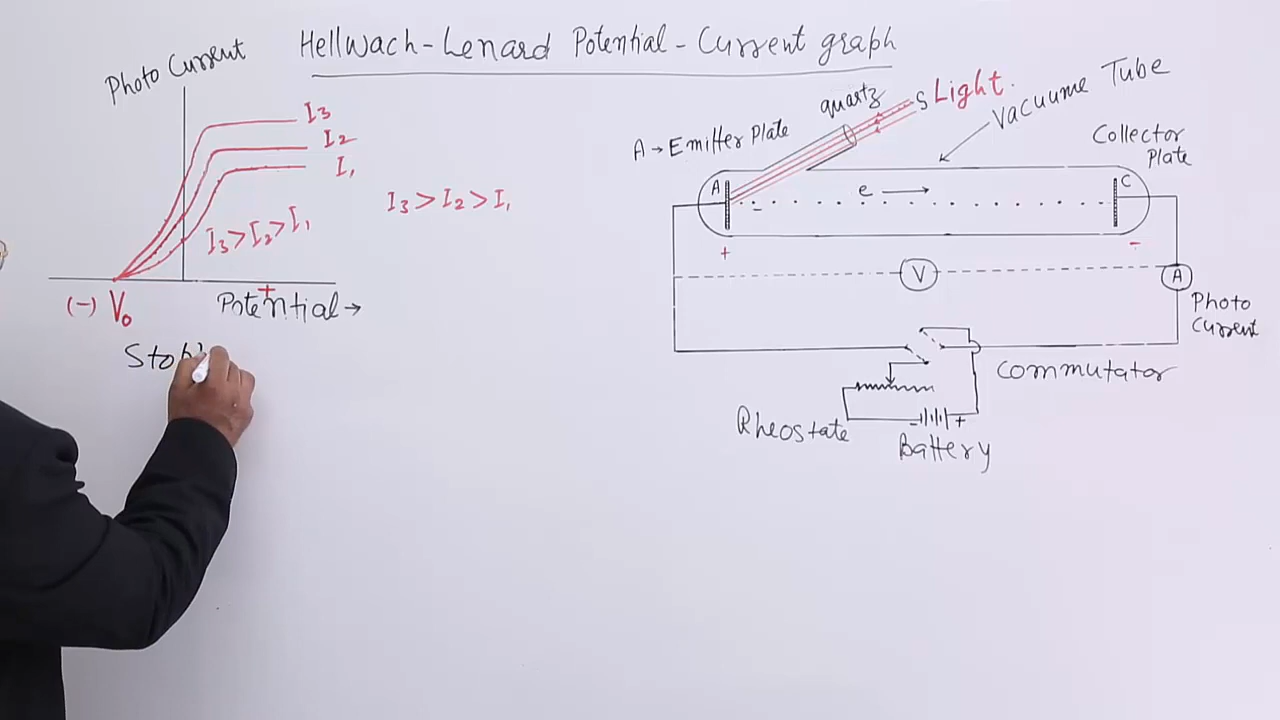 Hellwach-Lenard Potential-Current graph
Photo Current
I3
I2
I1
I3>I2>I1
I3>I2>I1
(-) V0
+
Potential →
A→Emitter Plate
quartz
S Light.
Vacuume Tube
Collector
Plate
A
-
e →
C
+
-
V
A
Photo
Current
Commutator
Rheostate
- +
Battery